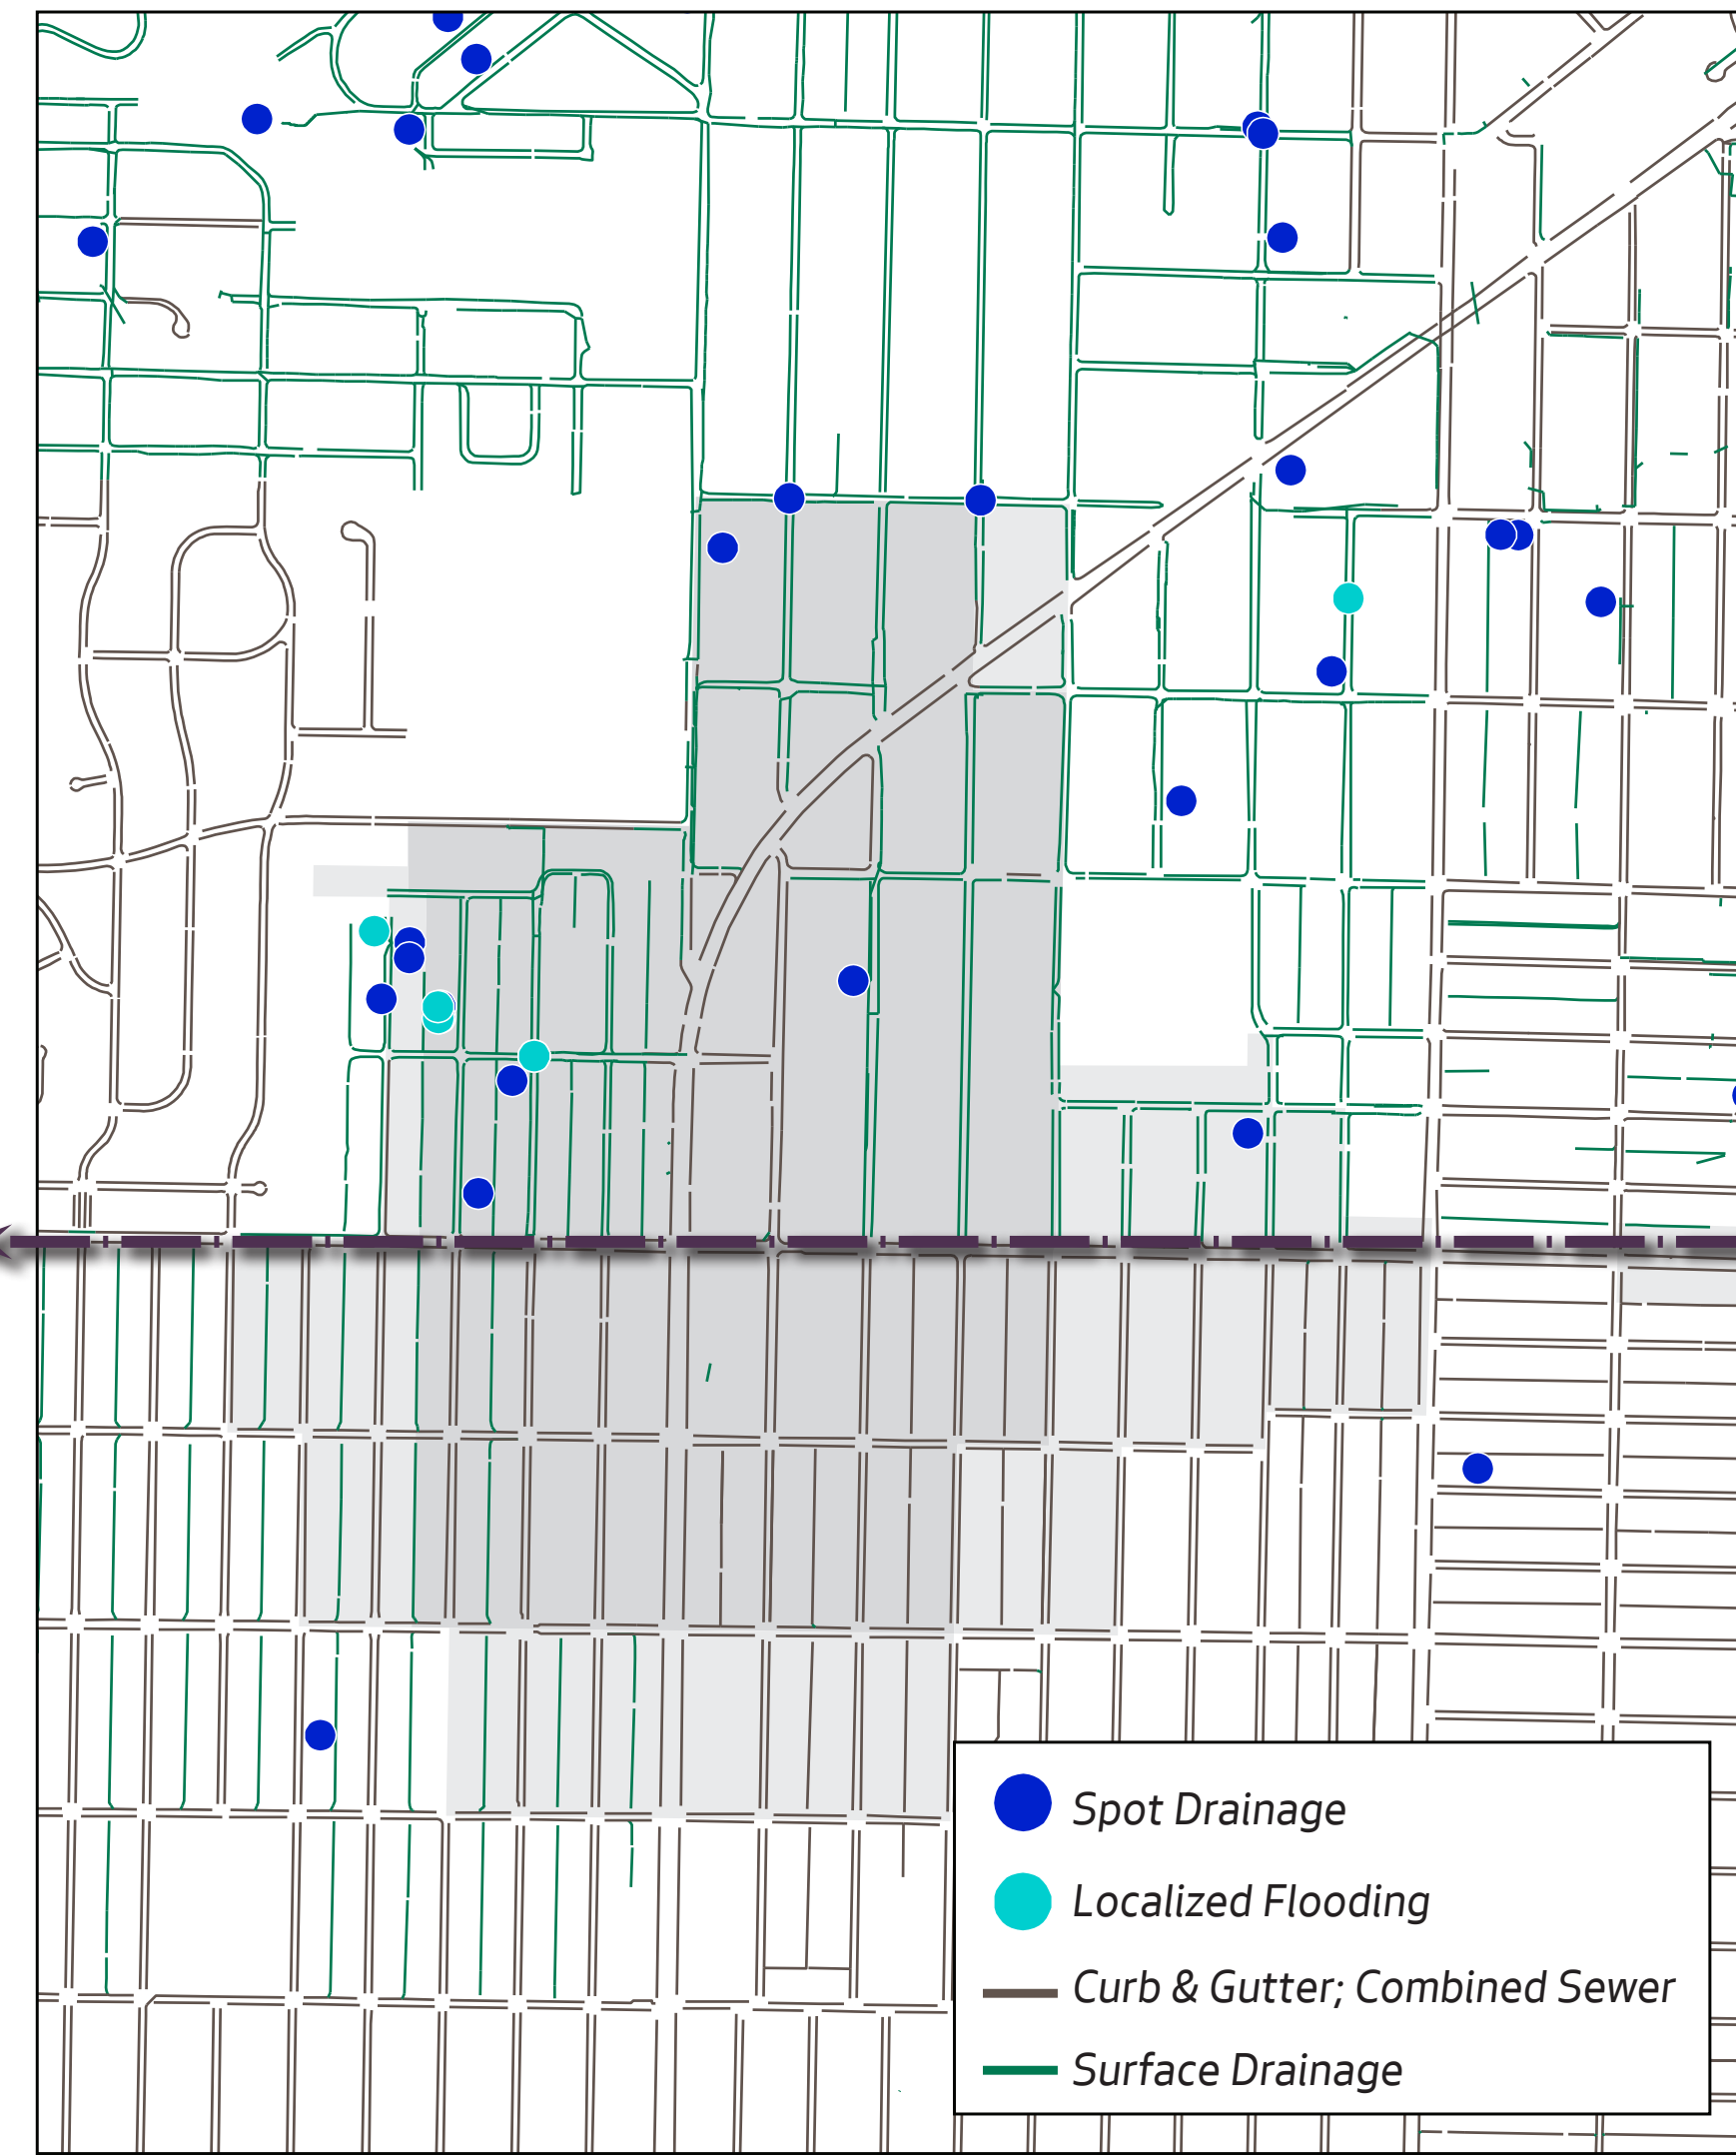 Spot Drainage
Localized Flooding
Curb & Gutter; Combined Sewer
Surface Drainage